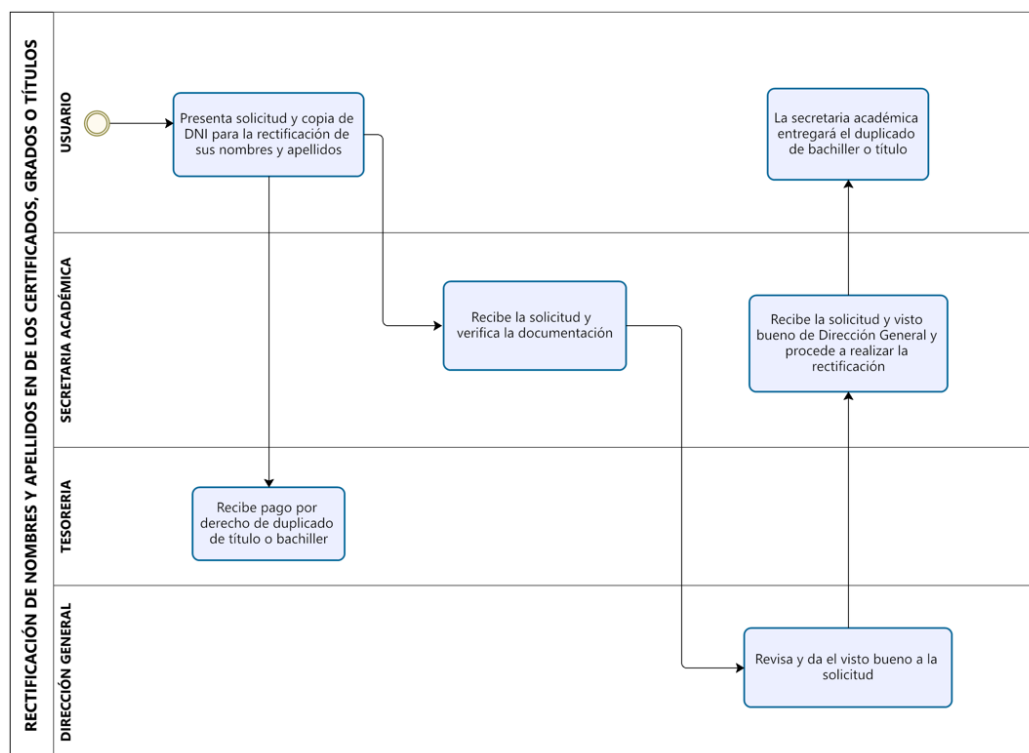 RECTIFICACIÓN DE NOMBRES Y APELLIDOS EN DE LOS CERTIFICADOS, GRADOS O TÍTULOS
USUARIO
Presenta solicitud y copia de
DNI para la rectificación de
sus nombres y apellidos
La secretaria académica
entregará el duplicado
de bachiller o título
SECRETARIA ACADÉMICA
Recibe la solicitud y
verifica la documentación
Recibe la solicitud y visto
bueno de Dirección General y
procede a realizar la
rectificación
TESORERIA
Recibe pago por
derecho de duplicado
de título o bachiller
DIRECCIÓN GENERAL
Revisa y da el visto bueno a la
solicitud